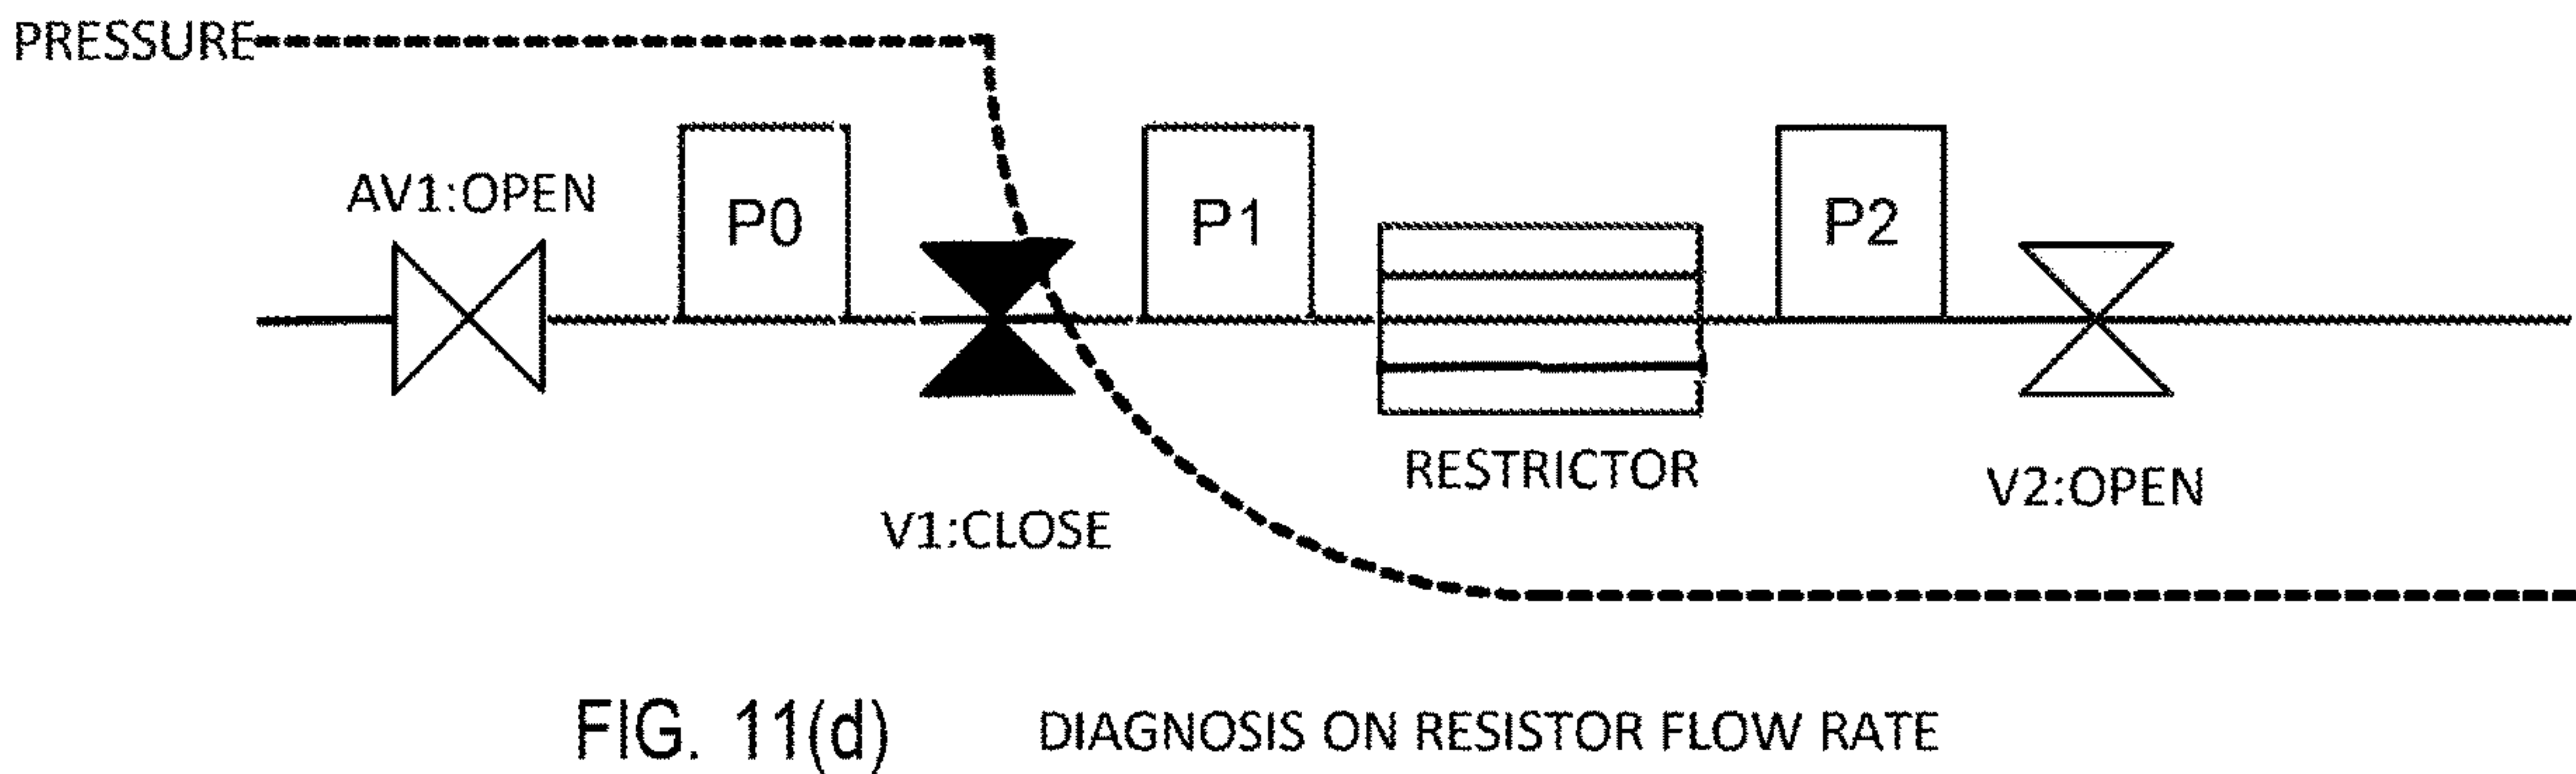 PRESSURE
AV1:OPEN
P0
P1
P2
RESTRICTOR
V1:CLOSE
V2:OPEN
FIG. 11(d) DIAGNOSIS ON RESISTOR FLOW RATE